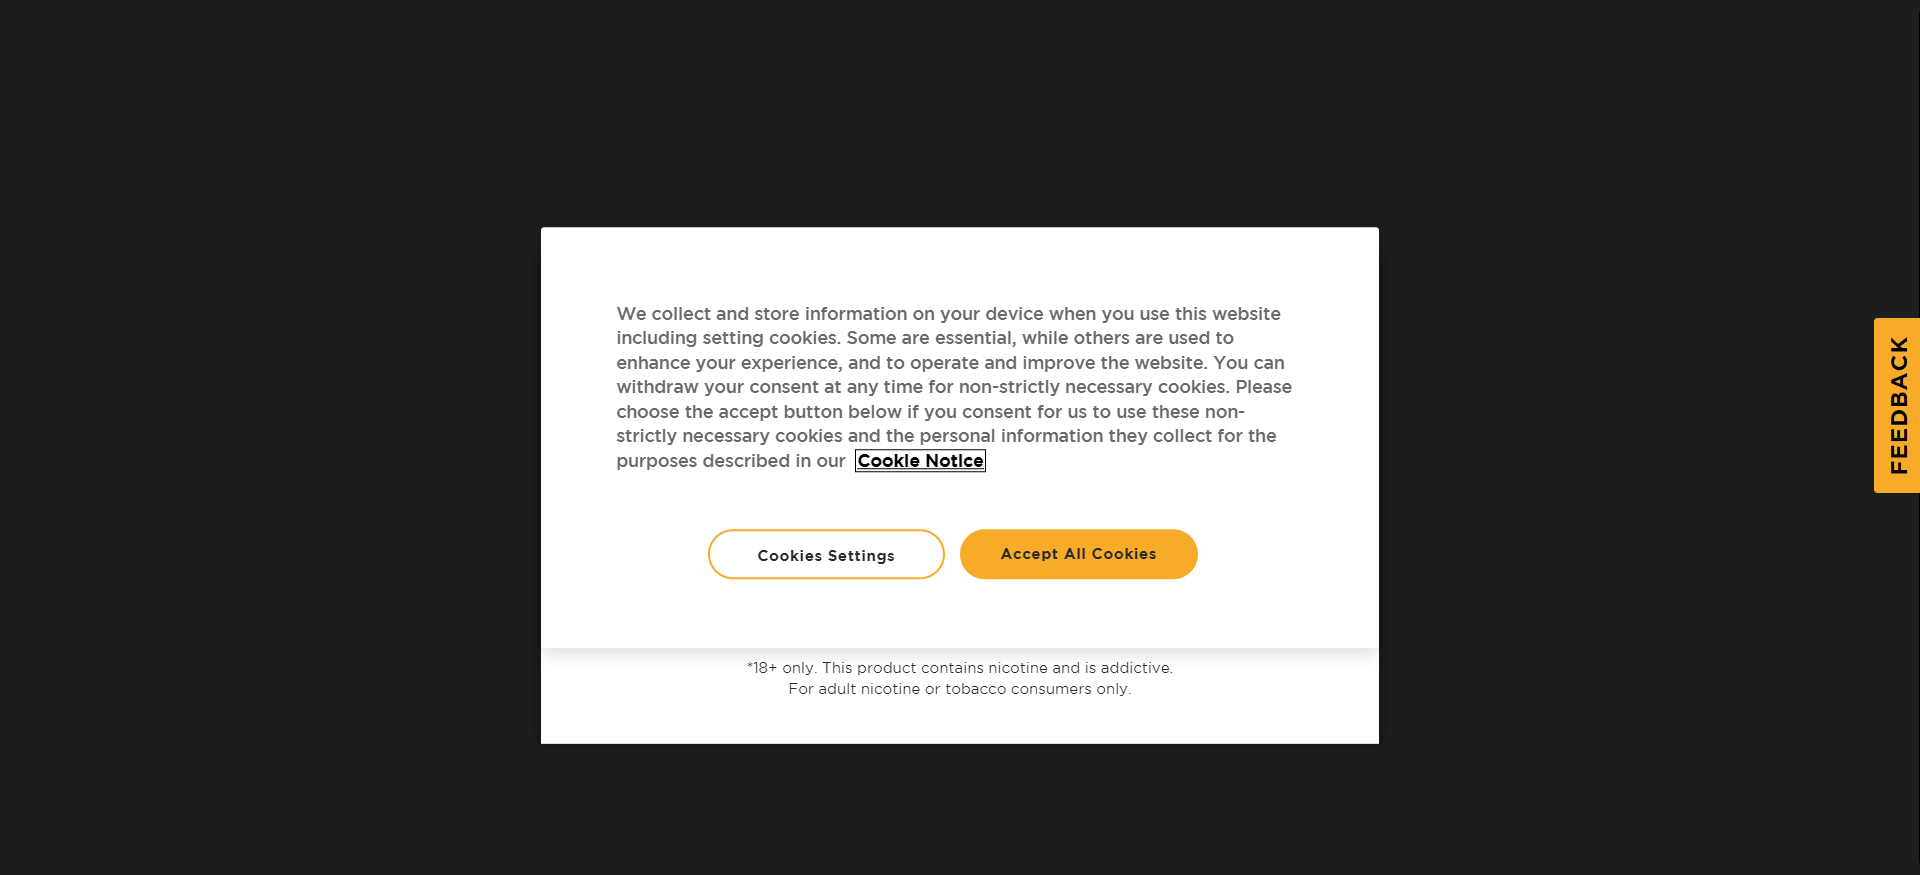 We collect and store information on your device when you use this website
including setting cookies. Some are essential, while others are used to
enhance your experience, and to operate and improve the website. You can
withdraw your consent at any time for non-strictly necessary cookies. Please
choose the accept button below if you consent for us to use these non-
strictly necessary cookies and the personal information they collect for the
purposes described in our Cookie Notice
Cookies Settings
Accept All Cookies
*18+ only. This product contains nicotine and is addictive.
For adult nicotine or tobacco consumers only.
FEEDBACK